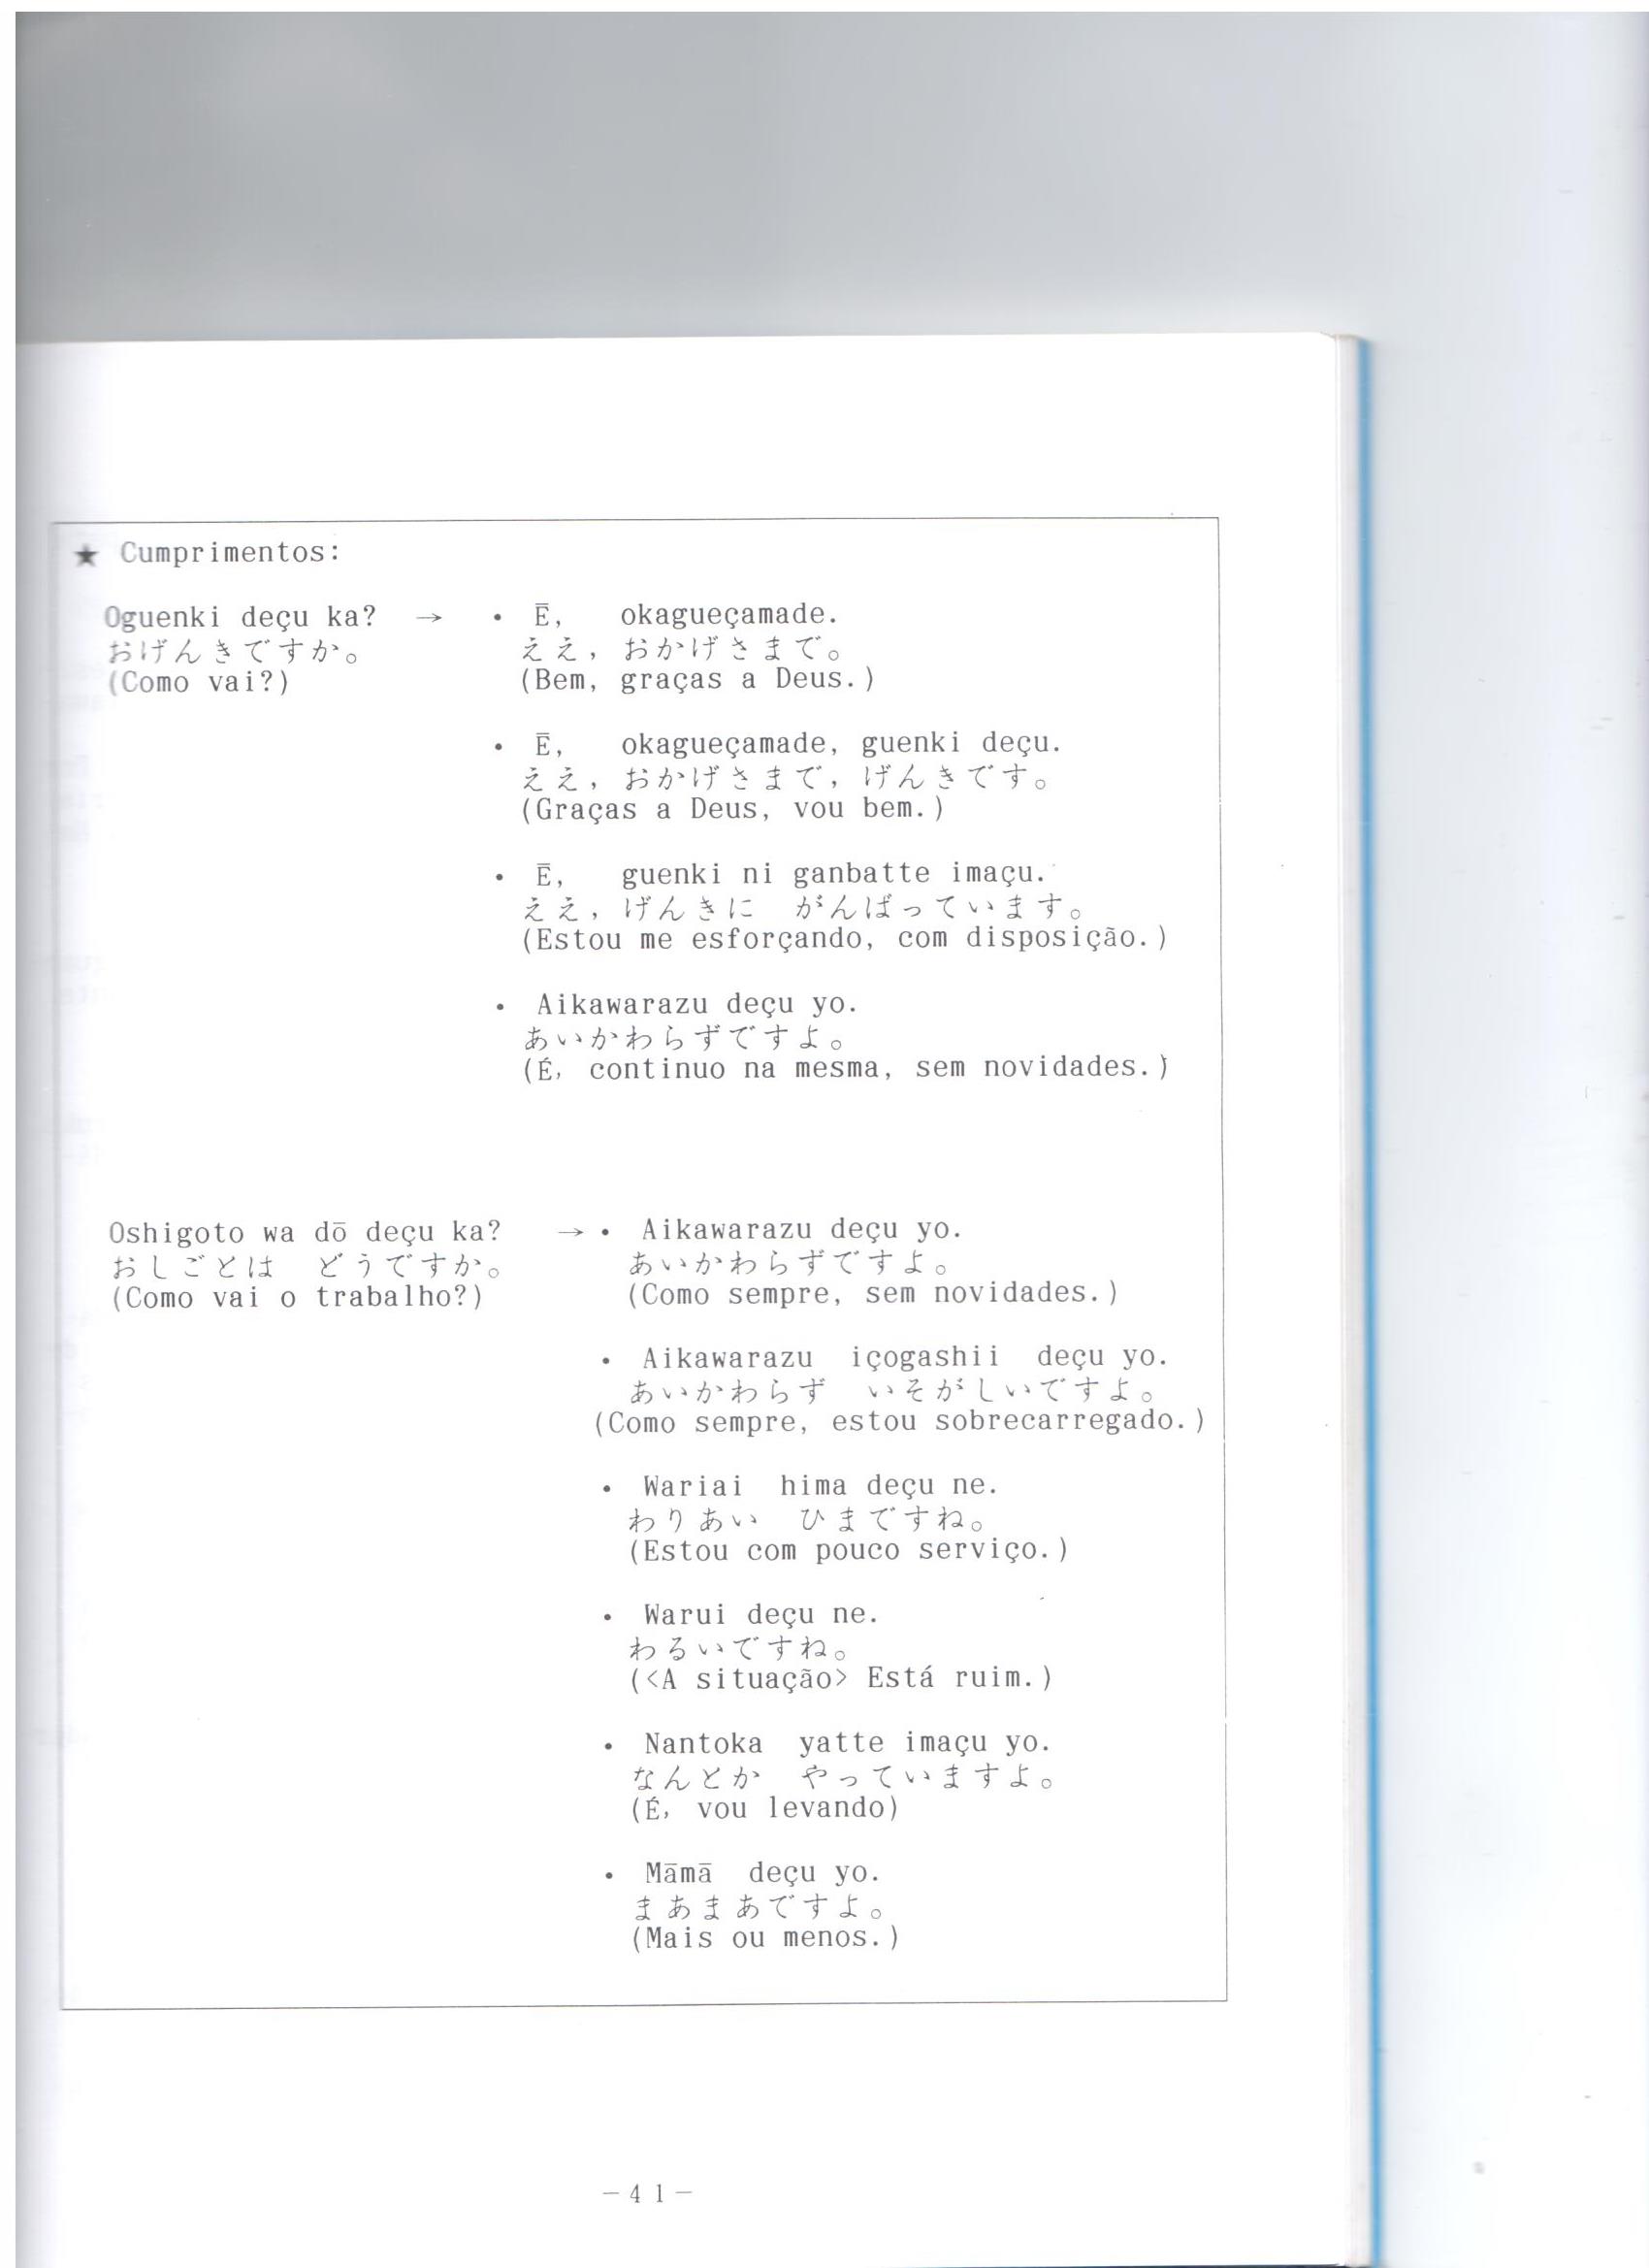 ★ Cumprimentos:
Oguenki deçu ka? → • Ē, okagueçamade.
おげんきですか。 ええ，おかげさまで。
(Como vai?) (Bem, graças a Deus.)
• Ē, okagueçamade, guenki deçu.
ええ，おかげさまで，げんきです。
(Graças a Deus, vou bem.)
• Ē, guenki ni ganbatte imaçu.
ええ，げんきに がんばっています。
(Estou me esforçando, com disposição.)
• Aikawarazu deçu yo.
あいかわらずですよ。
(É, continuo na mesma, sem novidades.)
Oshigoto wa dō deçu ka? → • Aikawarazu deçu yo.
おしごとは どうですか。 あいかわらずですよ。
(Como vai o trabalho?) (Como sempre, sem novidades.)
• Aikawarazu içogashii deçu yo.
あいかわらず いそがしいですよ。
(Como sempre, estou sobrecarregado.)
• Wariai hima deçu ne.
わりあい ひまですね。
(Estou com pouco serviço.)
• Warui deçu ne.
わるいですね。
(<A situação> Está ruim.)
• Nantoka yatte imaçu yo.
なんとか やっていますよ。
(É, vou levando)
• Māmā deçu yo.
まあまあですよ。
(Mais ou menos.)
－41－